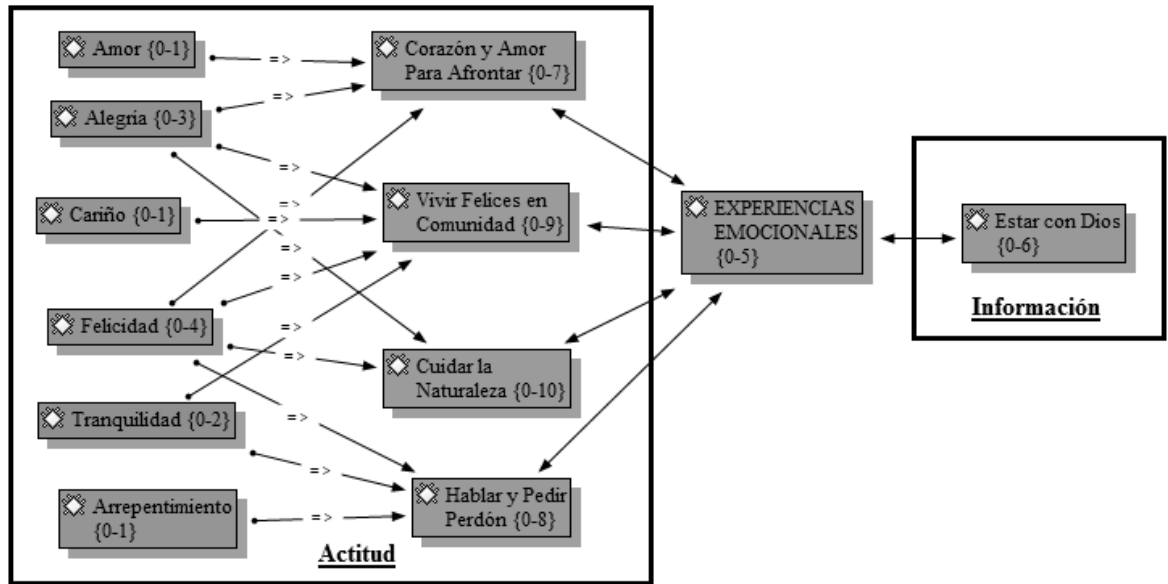 Amor {0-1}
=>
Corazón y Amor
Para Afrontar {0-7}
Alegría {0-3}
=>
=>
=>
Cariño {0-1}
=>
Vivir Felices en
Comunidad {0-9}
EXPERIENCIAS
EMOCIONALES
{0-5}
Estar con Dios
{0-6}
Información
=>
=>
Felicidad {0-4}
=>
=>
Cuidar la
Naturaleza {0-10}
Tranquilidad {0-2}
=>
=>
Hablar y Pedir
Perdón {0-8}
Arrepentimiento
{0-1}
=>
Actitud